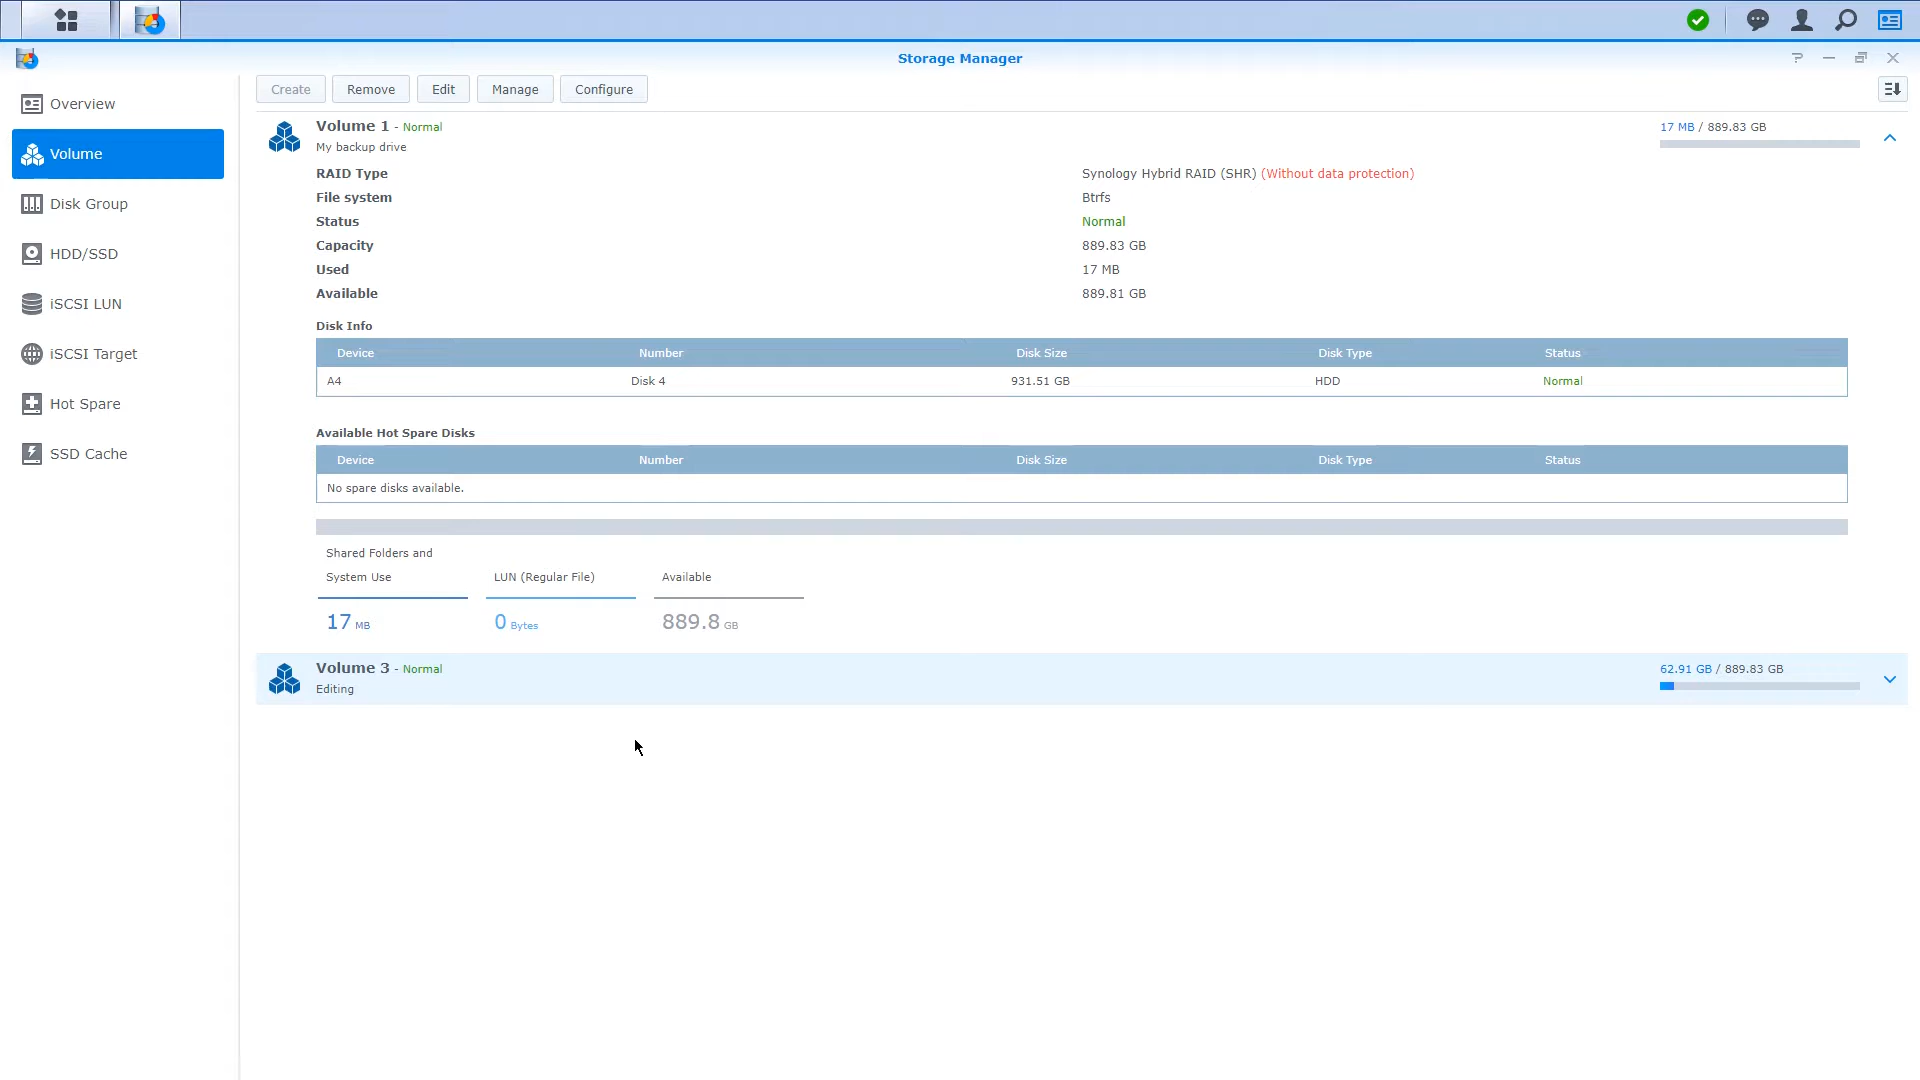 Storage Manager
Overview
Volume
Disk Group
HDD/SSD
iSCSI LUN
iSCSI Target
Hot Spare
SSD Cache
Create Remove Edit Manage Configure
Volume 1 - Normal 17 MB / 889.83 GB
My backup drive
RAID Type Synology Hybrid RAID (SHR) (Without data protection)
File system Btrfs
Status Normal
Capacity 889.83 GB
Used 17 MB
Available 889.81 GB
Disk Info
Device Number Disk Size Disk Type Status
A4 Disk 4 931.51 GB HDD Normal
Available Hot Spare Disks
Device Number Disk Size Disk Type Status
No spare disks available.
Shared Folders and
System Use LUN (Regular File) Available
17 MB 0 Bytes 889.8 GB
Volume 3 - Normal 62.91 GB / 889.83 GB
Editing